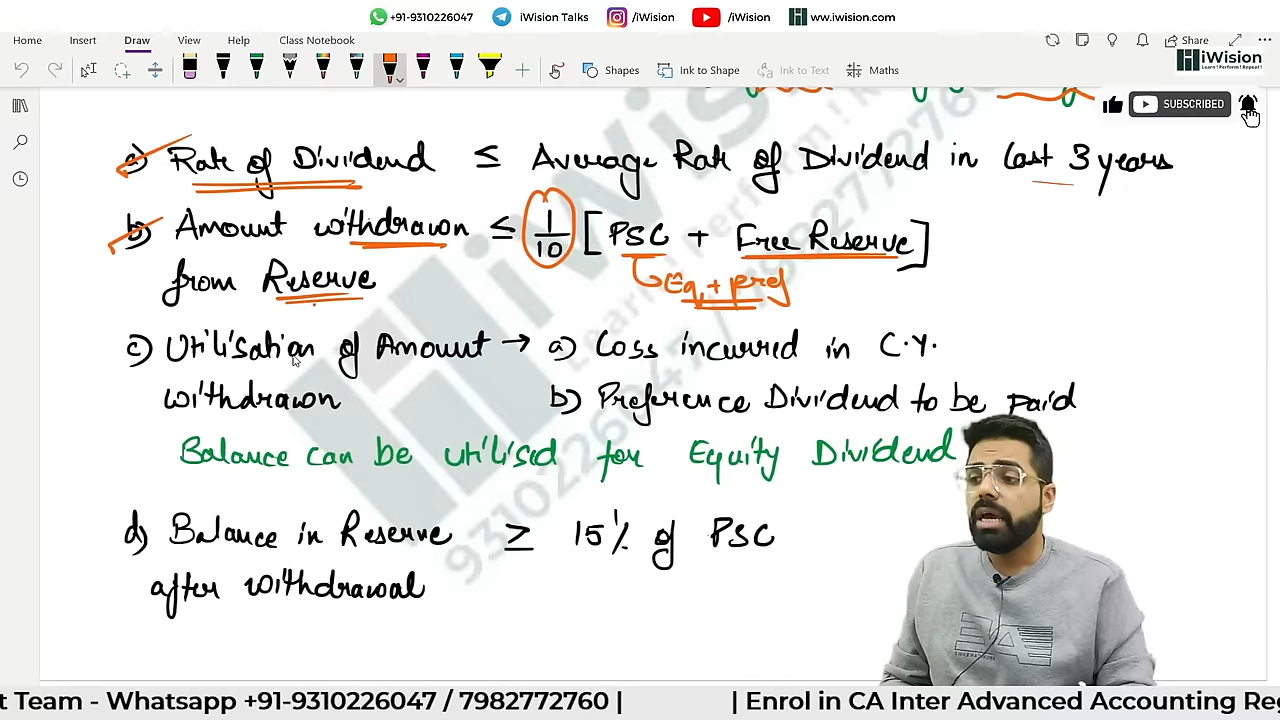 +91-9310226047 iWision Talks /iWision /iWision ww.iwision.com
Home Insert Draw View Help Class Notebook Share
iWision
Learn ! Perform ! Repeat !
Shapes Ink to Shape Ink to Text Maths
SUBSCRIBED
a) Rate of Dividend ≤ Average Rate of Dividend in last 3 years
b) Amount withdrawn ≤ 1/10 [PSC + Free Reserve]
from Reserve
Eq + pref
c) Utilisation of Amount → a) Loss incurred in C.Y.
withdrawn b) Preference Dividend to be paid
Balance can be utilised for Equity Dividend
d) Balance in Reserve ≥ 15% of PSC
after withdrawal
t Team - Whatsapp +91-9310226047 / 7982772760 | | Enrol in CA Inter Advanced Accounting Reg